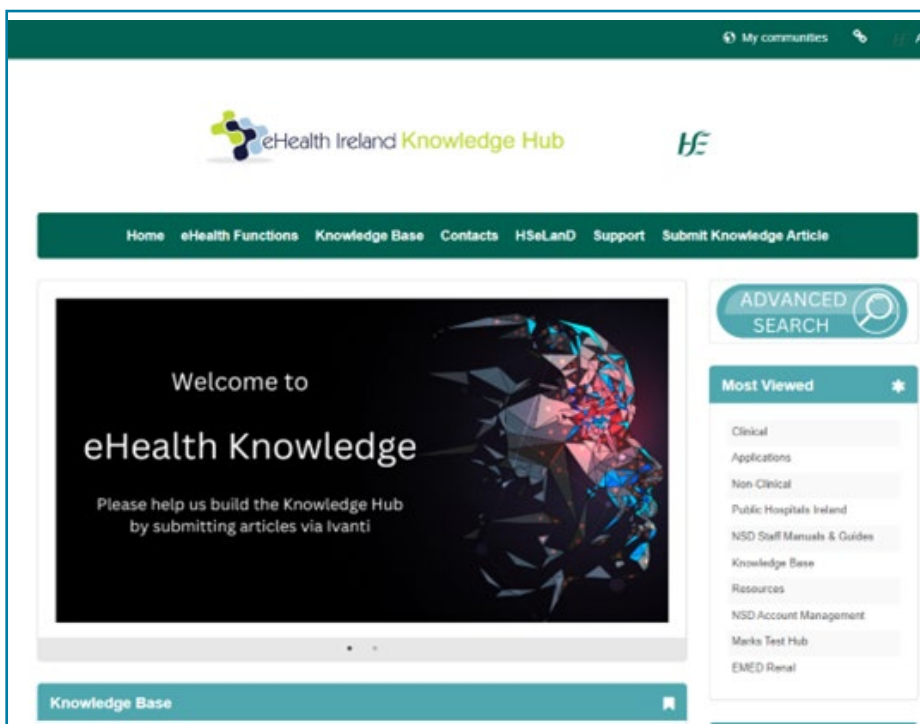 My communities
eHealth Ireland Knowledge Hub
Home eHealth Functions Knowledge Base Contacts HSeLanD Support Submit Knowledge Article
Welcome to
eHealth Knowledge
Please help us build the Knowledge Hub
by submitting articles via Ivanti
ADVANCED
SEARCH
Most Viewed
Clinical
Applications
Non-Clinical
Public Hospitals Ireland
NSD Staff Manuals & Guides
Knowledge Base
Resources
NSD Account Management
Marks Test Hub
EMED Renal
Knowledge Base